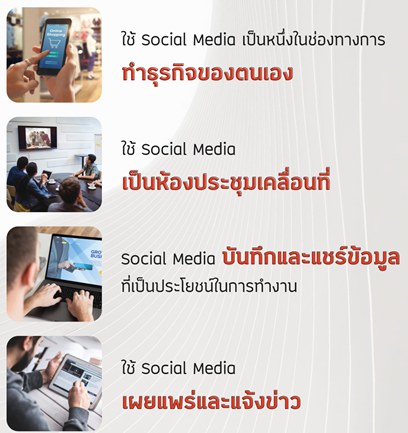 Online
Shopping
ใช้ Social Media เป็นหนึ่งในช่องทางการ
ทำธุรกิจของตนเอง
ใช้ Social Media
เป็นห้องประชุมเคลื่อนที่
Social Media บันทึกและแชร์ข้อมูล
ที่เป็นประโยชน์ในการทำงาน
ใช้ Social Media
เผยแพร่และแจ้งข่าว